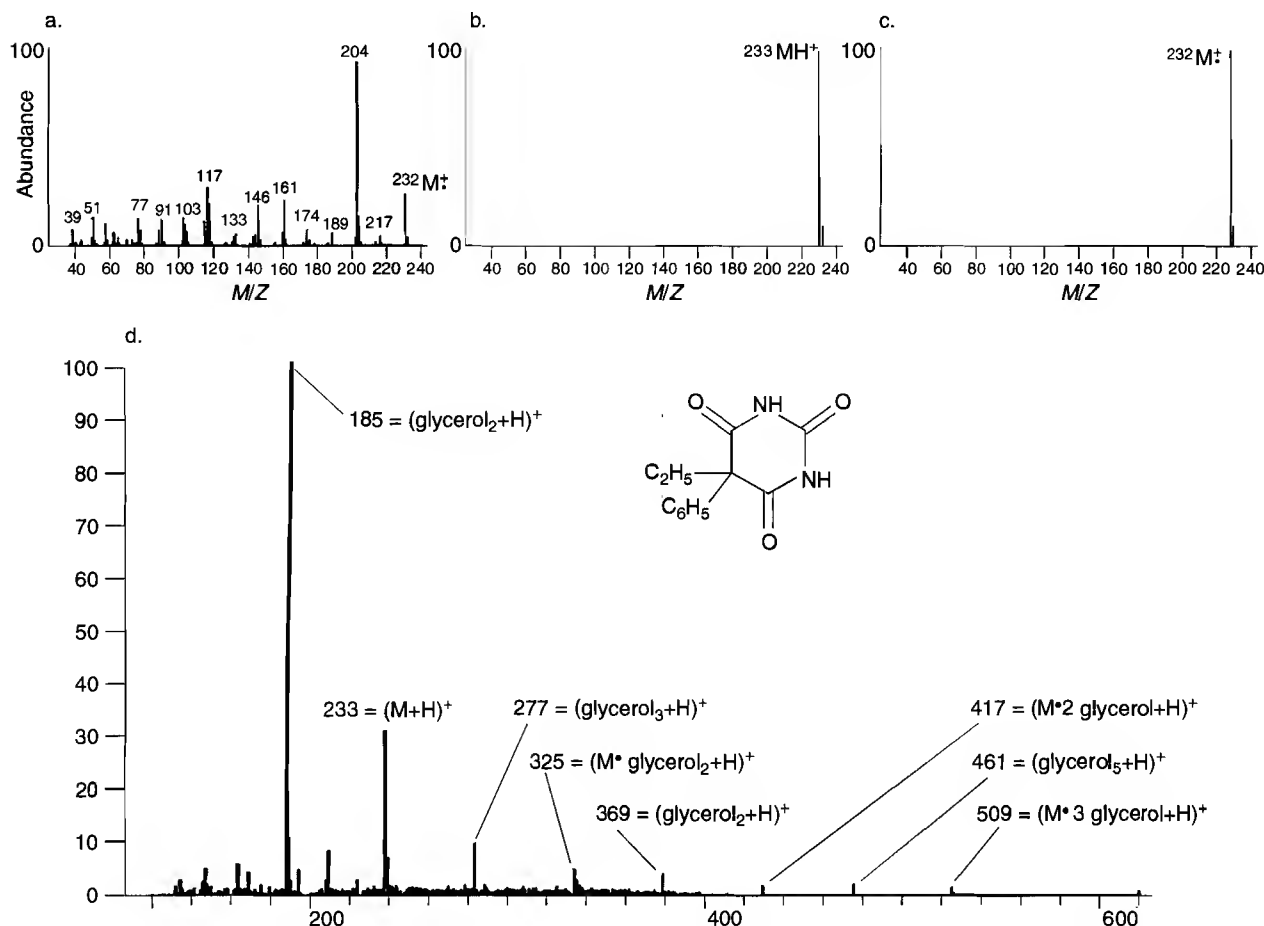 a.
100
Abundance
0
39
51
77
91
103
117
133
146
161
174
189
204
217
232 M⁺•
40 60 80 100 120 140 160 180 200 220 240
M/Z
b.
100
0
233 MH⁺
40 60 80 100 120 140 160 180 200 220 240
M/Z
c.
100
0
232 M⁺•
40 60 80 100 120 140 160 180 200 220 240
M/Z
d.
100
90
80
70
60
50
40
30
20
10
0
185 = (glycerol₂+H)⁺
O
NH
O
C₂H₅
NH
C₆H₅
O
233 = (M+H)⁺
277 = (glycerol₃+H)⁺
325 = (M• glycerol₂+H)⁺
369 = (glycerol₂+H)⁺
417 = (M•2 glycerol+H)⁺
461 = (glycerol₅+H)⁺
509 = (M•3 glycerol+H)⁺
200
400
600